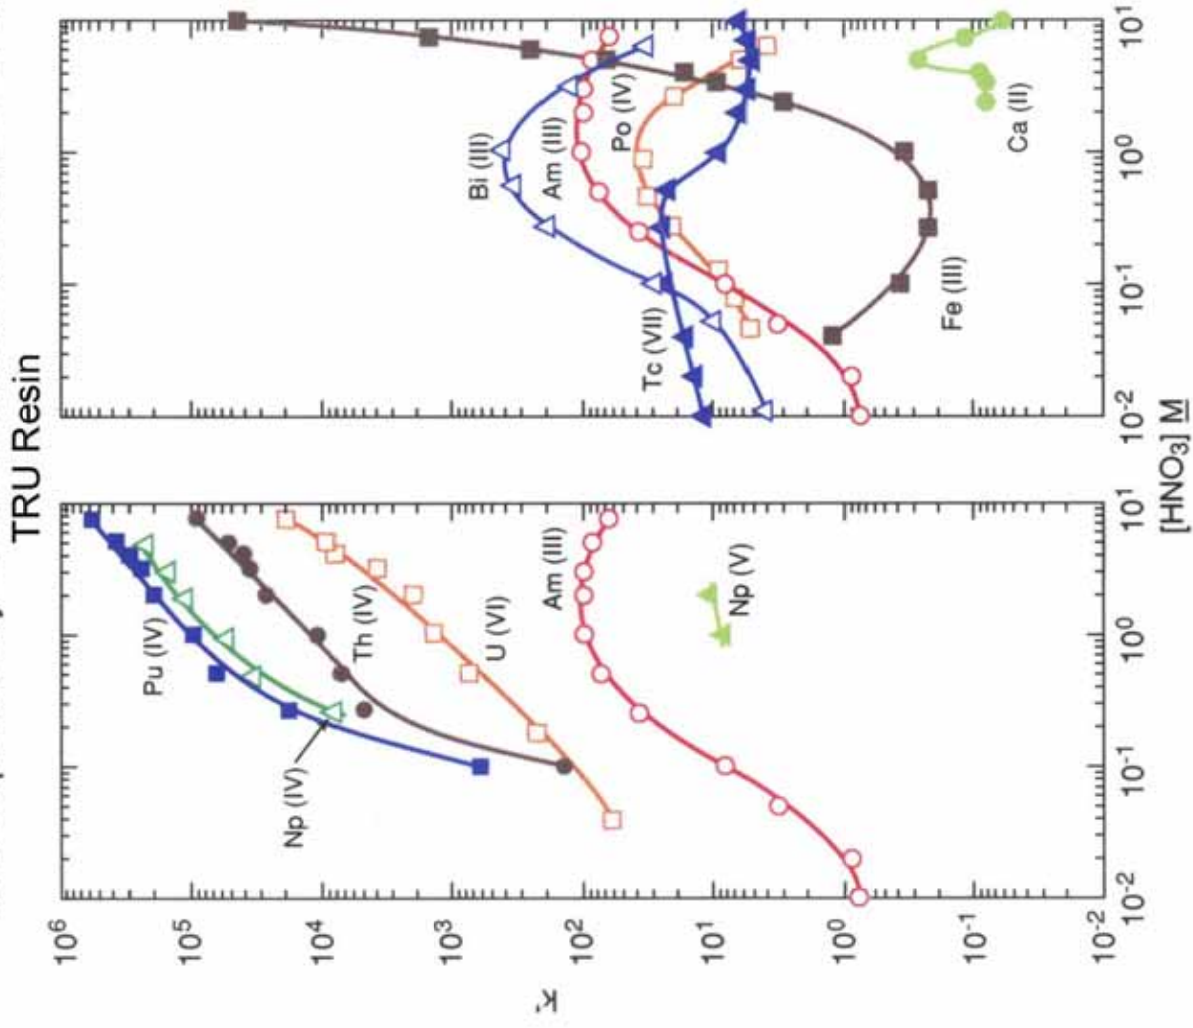 TRU Resin
10⁶
10⁵
10⁴
10³
10²
10¹
10⁰
10⁻¹
10⁻²
k'
Pu (IV)
Np (IV)
Th (IV)
U (VI)
Am (III)
Np (V)
10⁻² 10⁻¹ 10⁰ 10¹
Bi (III)
Am (III)
Po (IV)
Tc (VII)
Fe (III)
Ca (II)
10⁻² 10⁻¹ 10⁰ 10¹
[HNO₃] M